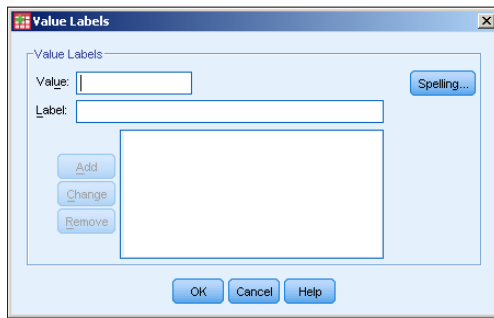 Value Labels
Value Labels
Value:
Spelling...
Label:
Add
Change
Remove
OK Cancel Help